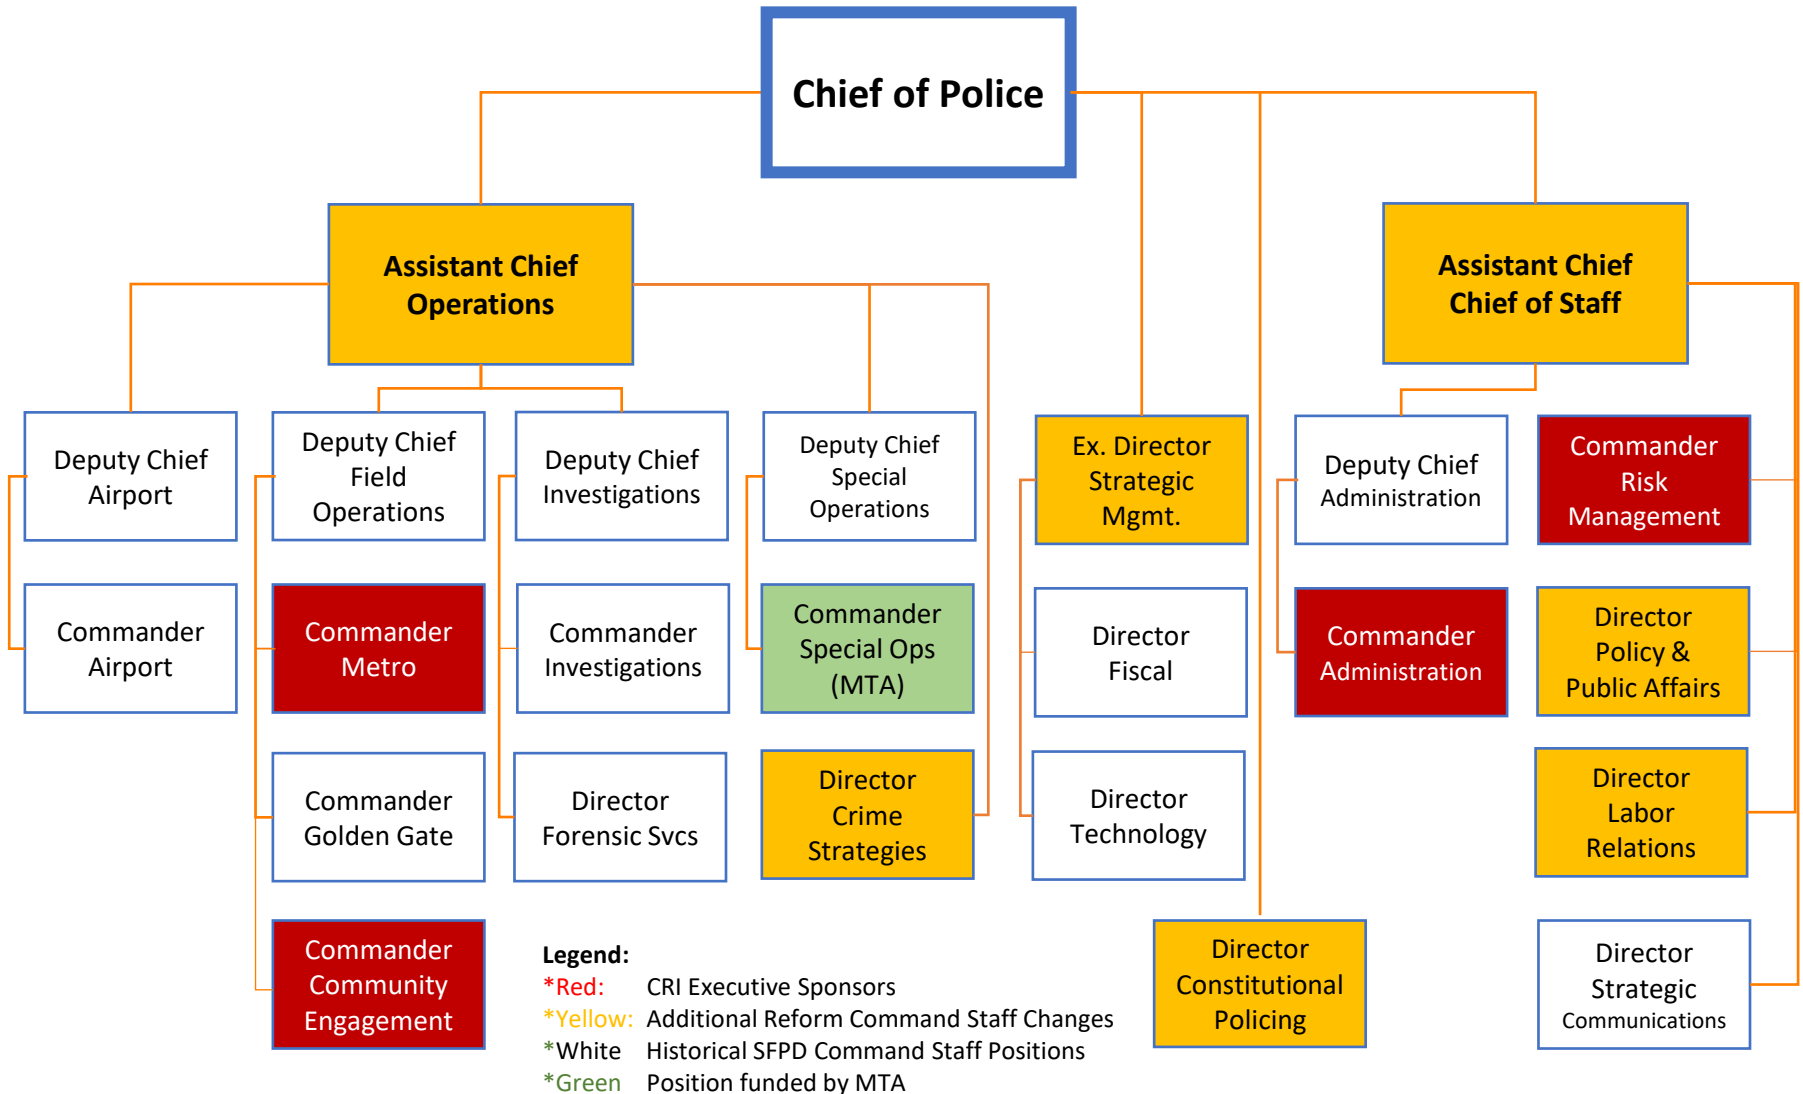 Chief of Police
Assistant Chief
Operations
Assistant Chief
Chief of Staff
Deputy Chief
Airport
Deputy Chief
Field
Operations
Deputy Chief
Investigations
Deputy Chief
Special
Operations
Ex. Director
Strategic
Mgmt.
Deputy Chief
Administration
Commander
Risk
Management
Commander
Airport
Commander
Metro
Commander
Investigations
Commander
Special Ops
(MTA)
Director
Fiscal
Commander
Administration
Director
Policy &
Public Affairs
Commander
Golden Gate
Director
Forensic Svcs
Director
Crime
Strategies
Director
Technology
Director
Labor
Relations
Commander
Community
Engagement
Director
Constitutional
Policing
Director
Strategic
Communications
Legend:
*Red: CRI Executive Sponsors
*Yellow: Additional Reform Command Staff Changes
*White Historical SFPD Command Staff Positions
*Green Position funded by MTA